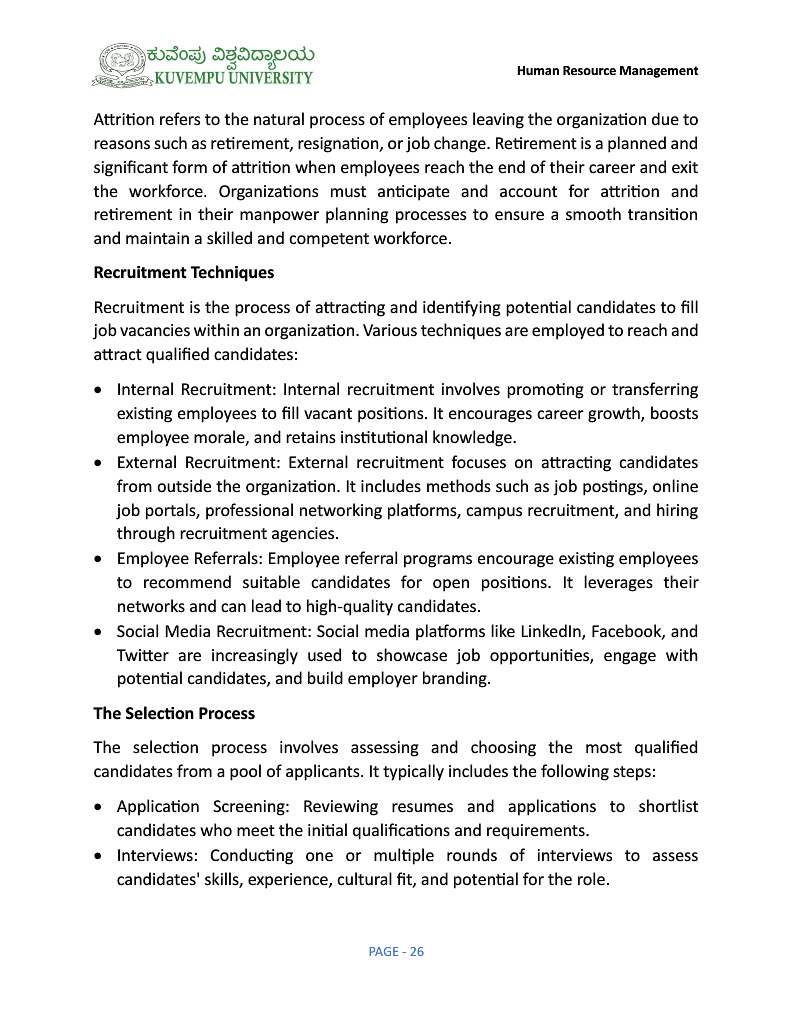 ಕುವೆಂಪು ವಿಶ್ವವಿದ್ಯಾಲಯ
KUVEMPU UNIVERSITY
Human Resource Management
Attrition refers to the natural process of employees leaving the organization due to
reasons such as retirement, resignation, or job change. Retirement is a planned and
significant form of attrition when employees reach the end of their career and exit
the workforce. Organizations must anticipate and account for attrition and
retirement in their manpower planning processes to ensure a smooth transition
and maintain a skilled and competent workforce.
Recruitment Techniques
Recruitment is the process of attracting and identifying potential candidates to fill
job vacancies within an organization. Various techniques are employed to reach and
attract qualified candidates:
• Internal Recruitment: Internal recruitment involves promoting or transferring
existing employees to fill vacant positions. It encourages career growth, boosts
employee morale, and retains institutional knowledge.
• External Recruitment: External recruitment focuses on attracting candidates
from outside the organization. It includes methods such as job postings, online
job portals, professional networking platforms, campus recruitment, and hiring
through recruitment agencies.
• Employee Referrals: Employee referral programs encourage existing employees
to recommend suitable candidates for open positions. It leverages their
networks and can lead to high-quality candidates.
• Social Media Recruitment: Social media platforms like LinkedIn, Facebook, and
Twitter are increasingly used to showcase job opportunities, engage with
potential candidates, and build employer branding.
The Selection Process
The selection process involves assessing and choosing the most qualified
candidates from a pool of applicants. It typically includes the following steps:
• Application Screening: Reviewing resumes and applications to shortlist
candidates who meet the initial qualifications and requirements.
• Interviews: Conducting one or multiple rounds of interviews to assess
candidates' skills, experience, cultural fit, and potential for the role.
PAGE - 26